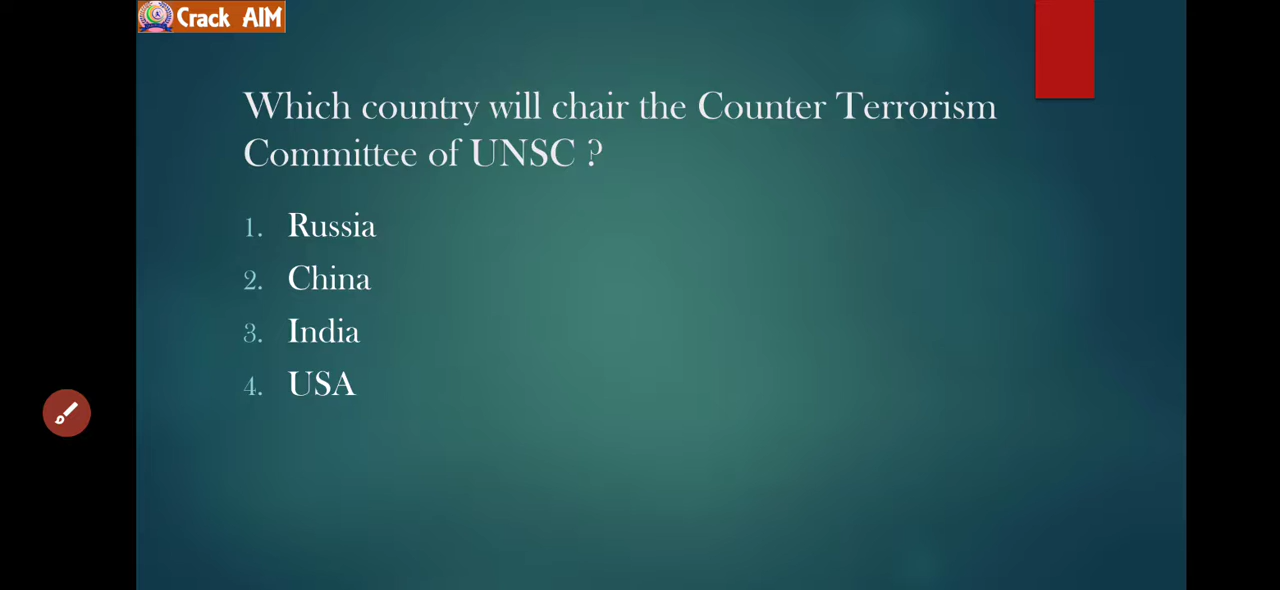 Crack AIM
Which country will chair the Counter Terrorism
Committee of UNSC ?
1. Russia
2. China
3. India
4. USA